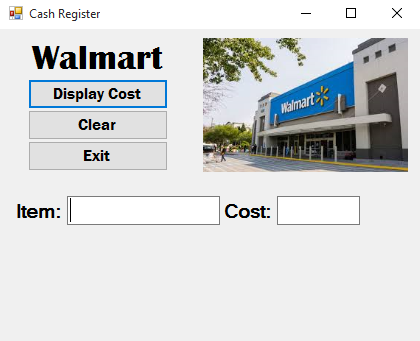 Cash Register
Walmart
Display Cost
Clear
Exit
Walmart
Item:
Cost: